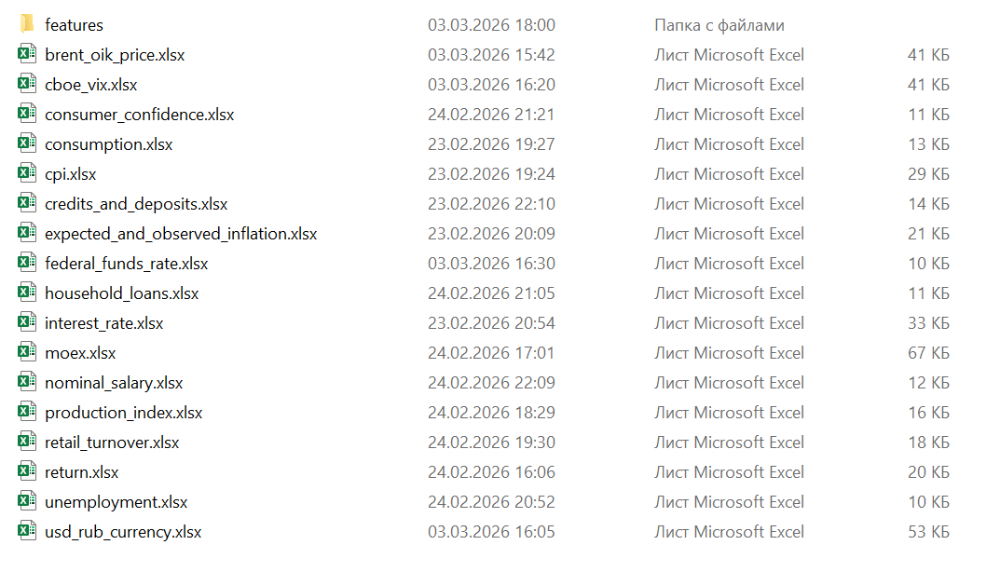 features 03.03.2026 18:00 Папка с файлами
brent_oik_price.xlsx 03.03.2026 15:42 Лист Microsoft Excel 41 КБ
cboe_vix.xlsx 03.03.2026 16:20 Лист Microsoft Excel 41 КБ
consumer_confidence.xlsx 24.02.2026 21:21 Лист Microsoft Excel 11 КБ
consumption.xlsx 23.02.2026 19:27 Лист Microsoft Excel 13 КБ
cpi.xlsx 23.02.2026 19:24 Лист Microsoft Excel 29 КБ
credits_and_deposits.xlsx 23.02.2026 22:10 Лист Microsoft Excel 14 КБ
expected_and_observed_inflation.xlsx 23.02.2026 20:09 Лист Microsoft Excel 21 КБ
federal_funds_rate.xlsx 03.03.2026 16:30 Лист Microsoft Excel 10 КБ
household_loans.xlsx 24.02.2026 21:05 Лист Microsoft Excel 11 КБ
interest_rate.xlsx 23.02.2026 20:54 Лист Microsoft Excel 33 КБ
moex.xlsx 24.02.2026 17:01 Лист Microsoft Excel 67 КБ
nominal_salary.xlsx 24.02.2026 22:09 Лист Microsoft Excel 12 КБ
production_index.xlsx 24.02.2026 18:29 Лист Microsoft Excel 16 КБ
retail_turnover.xlsx 24.02.2026 19:30 Лист Microsoft Excel 18 КБ
return.xlsx 24.02.2026 16:06 Лист Microsoft Excel 20 КБ
unemployment.xlsx 24.02.2026 20:52 Лист Microsoft Excel 10 КБ
usd_rub_currency.xlsx 03.03.2026 16:05 Лист Microsoft Excel 53 КБ